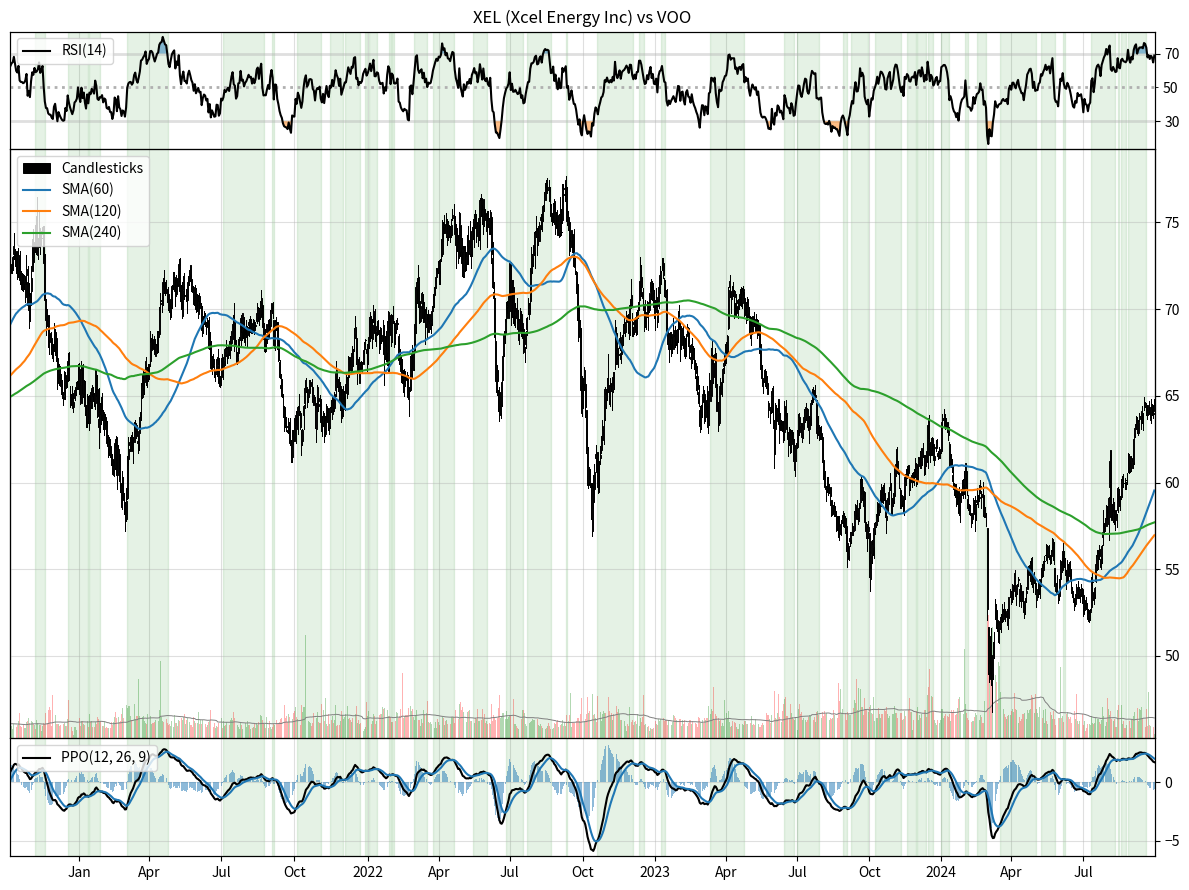 XEL (Xcel Energy Inc) vs VOO
RSI(14)
70
50
30
Candlesticks
SMA(60)
SMA(120)
SMA(240)
75
70
65
60
55
50
PPO(12, 26, 9)
0
−5
Jan Apr Jul Oct 2022 Apr Jul Oct 2023 Apr Jul Oct 2024 Apr Jul